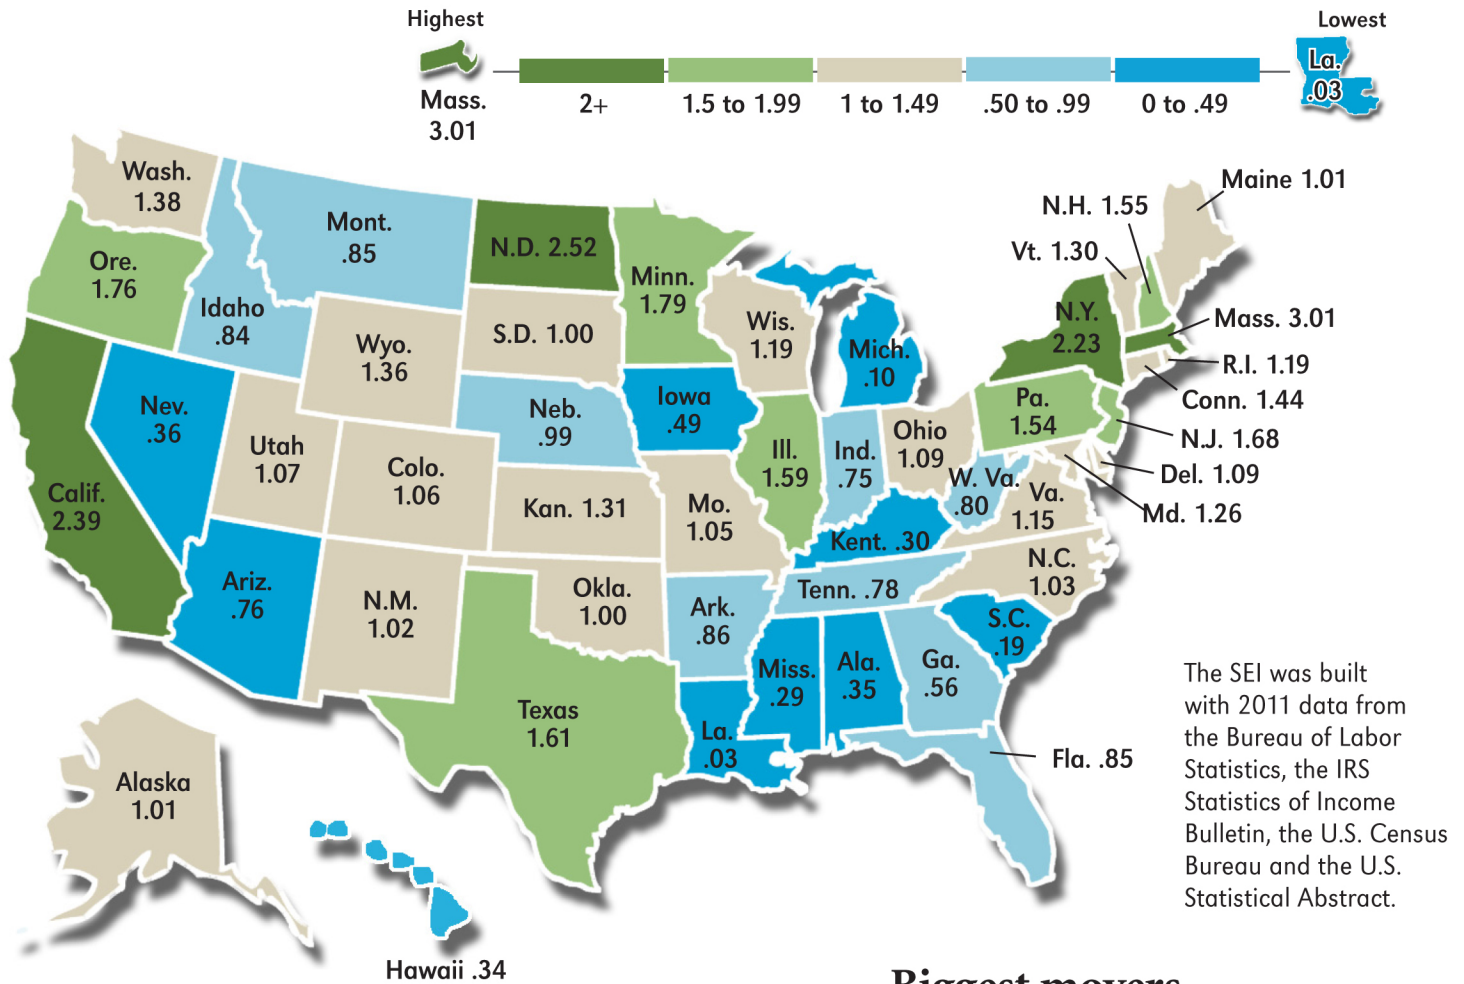 Highest
Lowest
Mass.
3.01
2+
1.5 to 1.99
1 to 1.49
.50 to .99
0 to .49
La.
.03
Wash.
1.38
Ore.
1.76
Calif.
2.39
Nev.
.36
Idaho
.84
Mont.
.85
Wyo.
1.36
Utah
1.07
Ariz.
.76
Colo.
1.06
N.M.
1.02
N.D. 2.52
S.D. 1.00
Neb.
.99
Kan. 1.31
Okla.
1.00
Texas
1.61
Minn.
1.79
Iowa
.49
Mo.
1.05
Ark.
.86
La.
.03
Wis.
1.19
Ill.
1.59
Mich.
.10
Ind.
.75
Ohio
1.09
Kent. .30
Tenn. .78
Miss.
.29
Ala.
.35
Ga.
.56
Fla. .85
S.C.
.19
N.C.
1.03
Va.
1.15
W. Va.
.80
Pa.
1.54
N.Y.
2.23
Vt. 1.30
N.H. 1.55
Maine 1.01
Mass. 3.01
R.I. 1.19
Conn. 1.44
N.J. 1.68
Del. 1.09
Md. 1.26
Alaska
1.01
Hawaii .34
The SEI was built
with 2011 data from
the Bureau of Labor
Statistics, the IRS
Statistics of Income
Bulletin, the U.S. Census
Bureau and the U.S.
Statistical Abstract.
Biggest movers